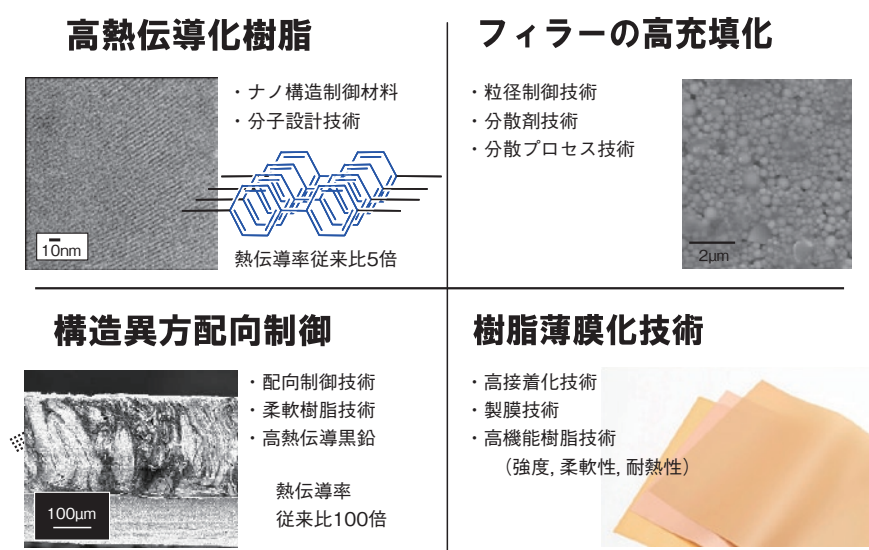 高熱伝導化樹脂
・ナノ構造制御材料
・分子設計技術
10nm
熱伝導率従来比5倍
フィラーの高充填化
・粒径制御技術
・分散剤技術
・分散プロセス技術
2μm
構造異方配向制御
・配向制御技術
・柔軟樹脂技術
・高熱伝導黒鉛
熱伝導率
従来比100倍
100μm
樹脂薄膜化技術
・高接着化技術
・製膜技術
・高機能樹脂技術
（強度, 柔軟性, 耐熱性）